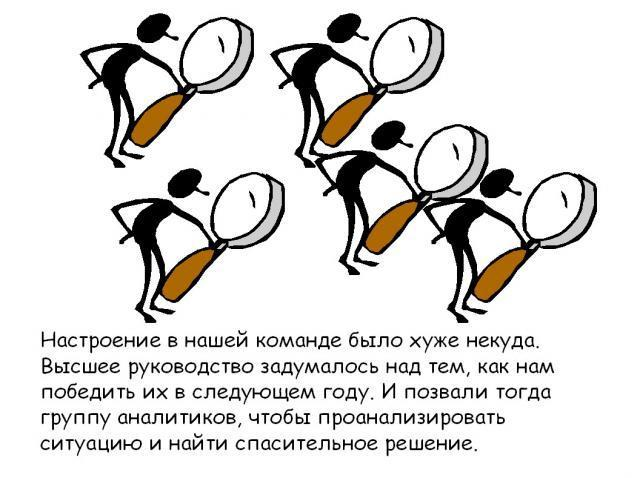 Настроение в нашей команде было хуже некуда.
Высшее руководство задумалось над тем, как нам
победить их в следующем году. И позвали тогда
группу аналитиков, чтобы проанализировать
ситуацию и найти спасительное решение.